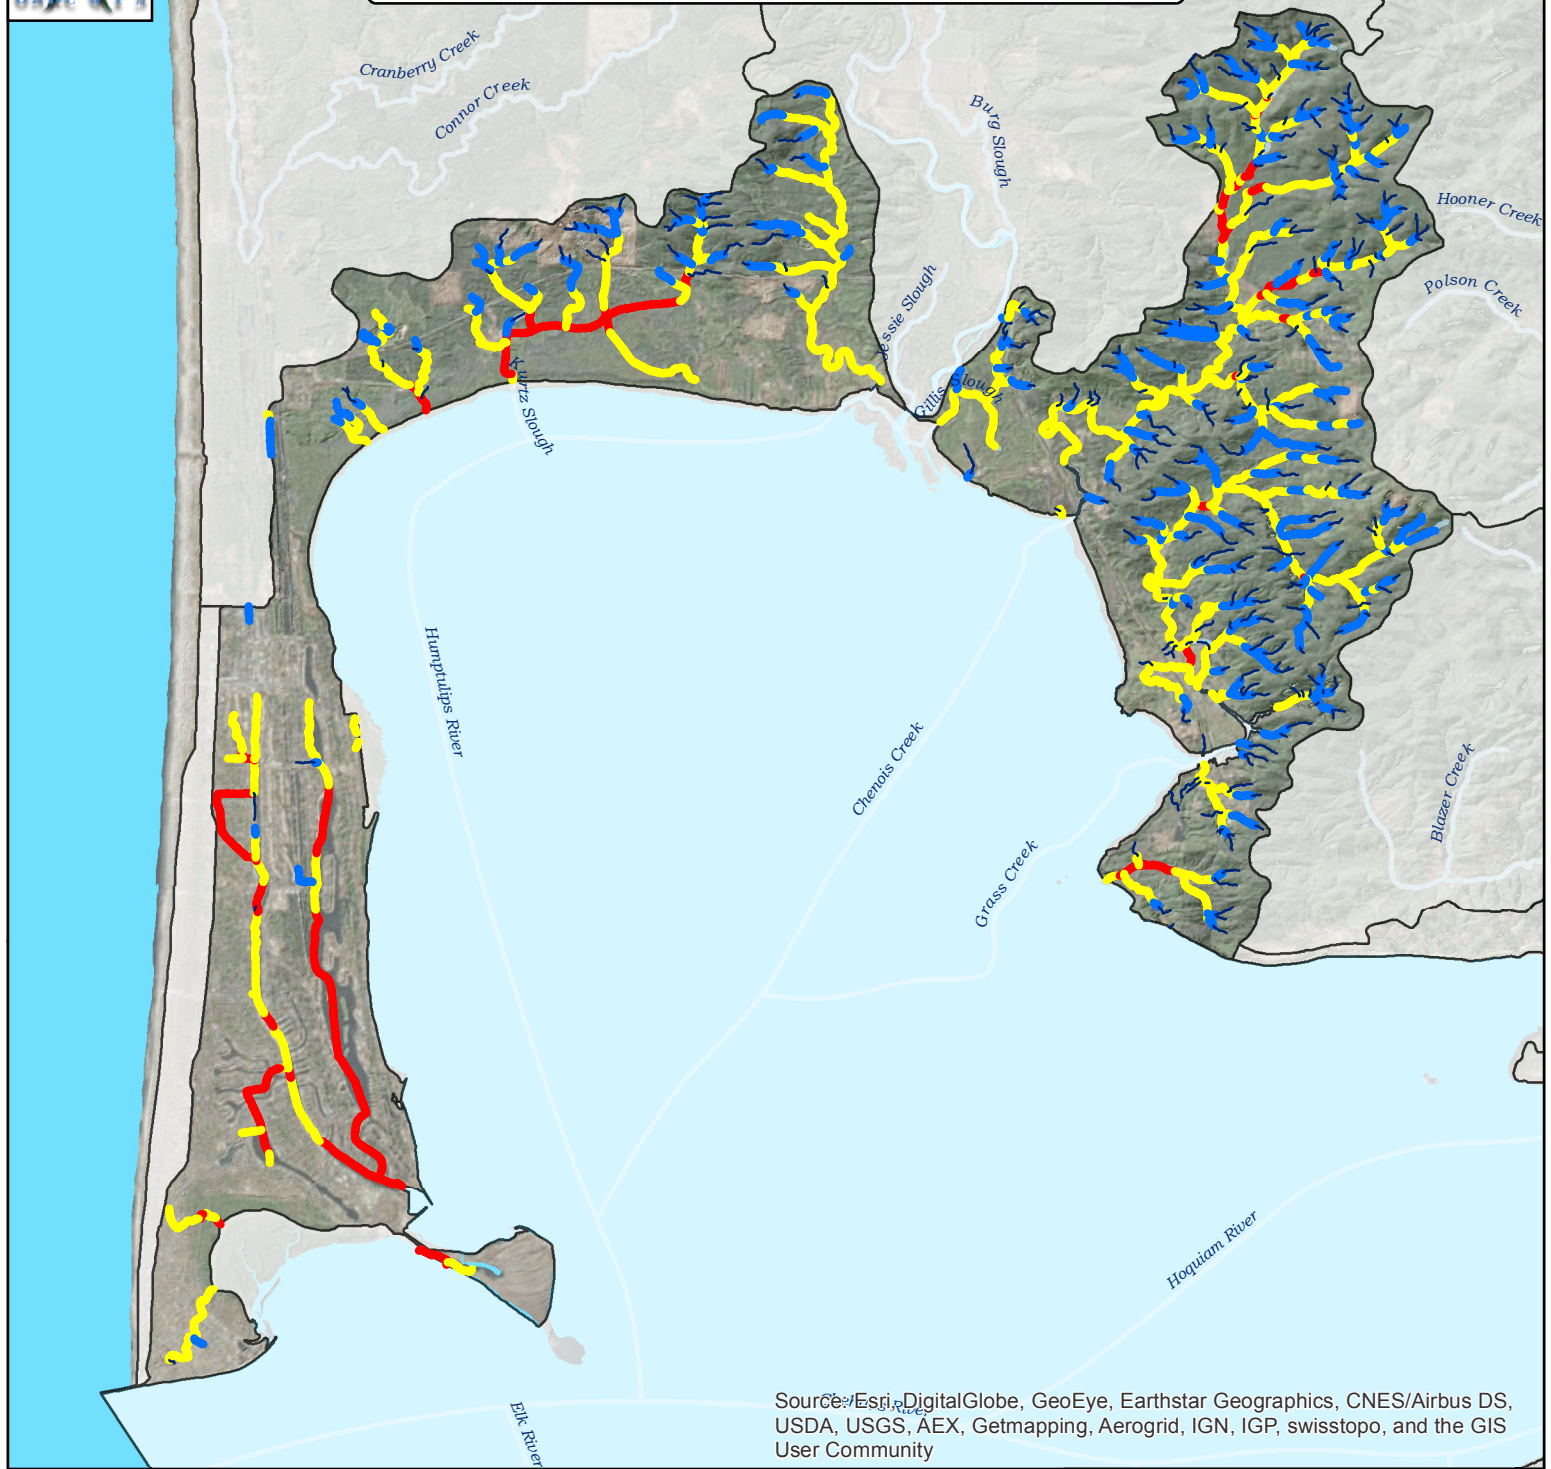 Cranberry Creek
Connor Creek
Burg Slough
Hooner Creek
Polson Creek
Jessie Slough
Gillis Slough
Kurtz Slough
Humptulips River
Chenois Creek
Grass Creek
Blazer Creek
Hoquiam River
Elk River
Source: Esri, DigitalGlobe, GeoEye, Earthstar Geographics, CNES/Airbus DS,
USDA, USGS, AEX, Getmapping, Aerogrid, IGN, IGP, swisstopo, and the GIS
User Community